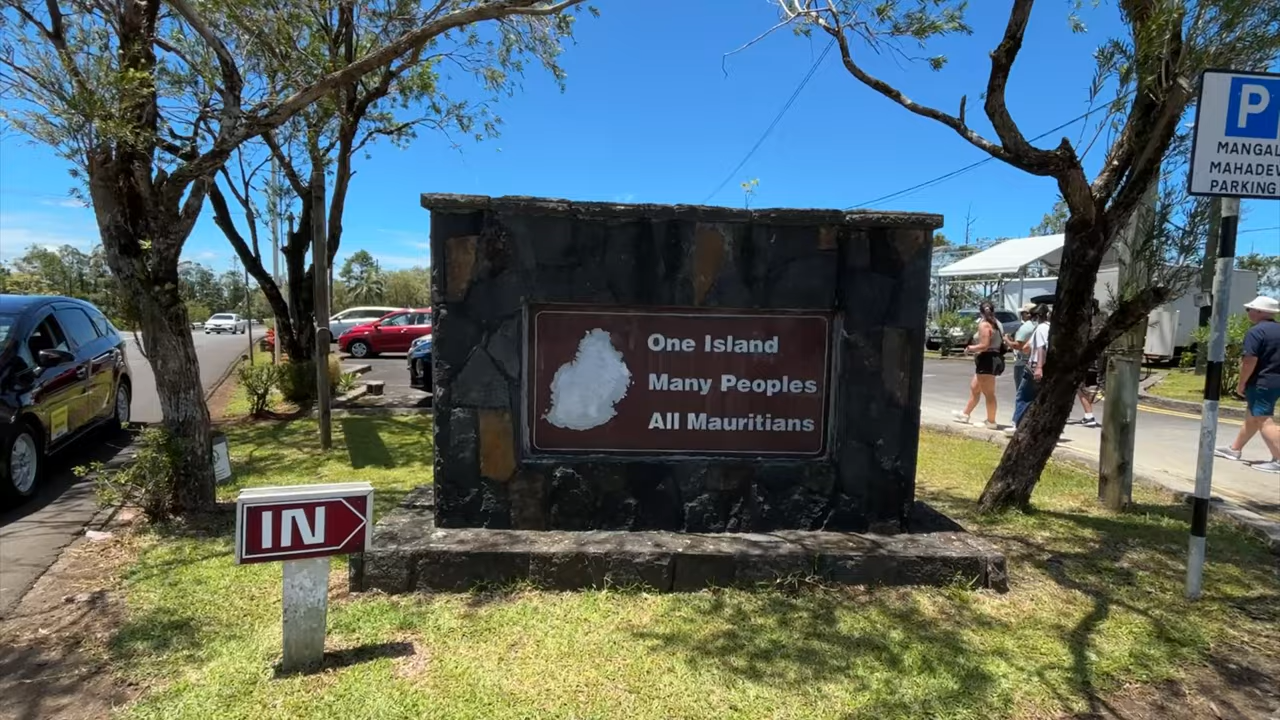 One Island
Many Peoples
All Mauritians
IN
P
MANGAL
MAHADEV
PARKING